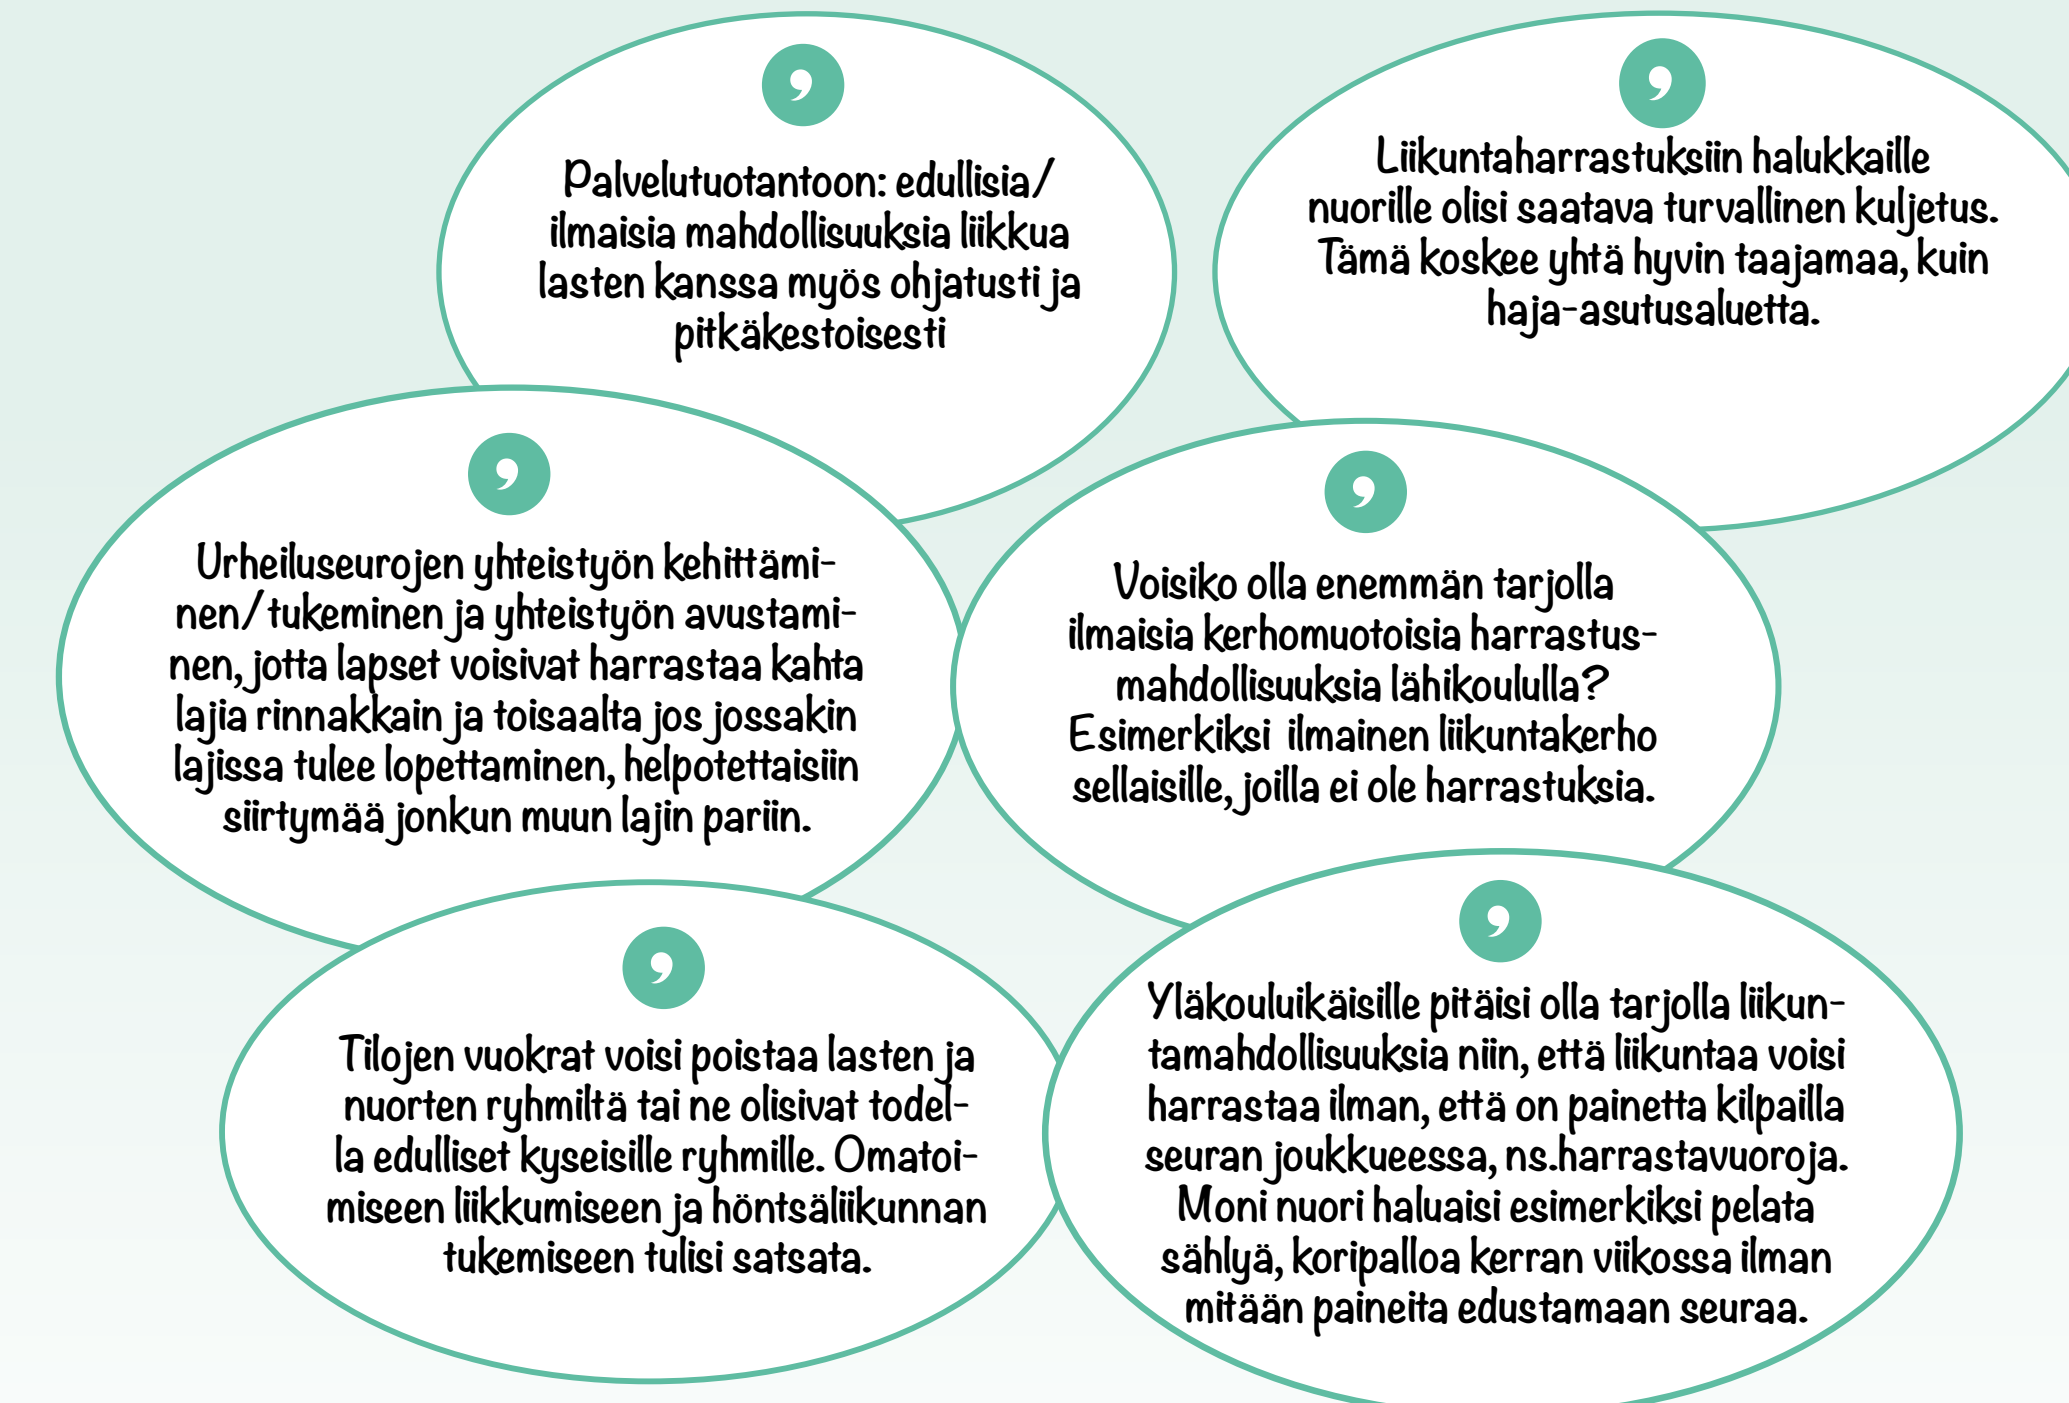 Palvelutuotantoon: edullisia/
ilmaisia mahdollisuuksia liikkua
lasten kanssa myös ohjatusti ja
pitkäkestoisesti
Liikuntaharrastuksiin halukkaille
nuorille olisi saatava turvallinen kuljetus.
Tämä koskee yhtä hyvin taajamaa, kuin
haja-asutusaluetta.
Urheiluseurojen yhteistyön kehittämi-
nen/tukeminen ja yhteistyön avustami-
nen, jotta lapset voisivat harrastaa kahta
lajia rinnakkain ja toisaalta jos jossakin
lajissa tulee lopettaminen, helpotettaisiin
siirtymää jonkun muun lajin pariin.
Voisiko olla enemmän tarjolla
ilmaisia kerhomuotoisia harrastus-
mahdollisuuksia lähikoululla?
Esimerkiksi ilmainen liikuntakerho
sellaisille, joilla ei ole harrastuksia.
Tilojen vuokrat voisi poistaa lasten ja
nuorten ryhmiltä tai ne olisivat todel-
la edulliset kyseisille ryhmille. Omatoi-
miseen liikkumiseen ja höntsäliikunnan
tukemiseen tulisi satsata.
Yläkouluikäisille pitäisi olla tarjolla liikun-
tamahdollisuuksia niin, että liikuntaa voisi
harrastaa ilman, että on painetta kilpailla
seuran joukkueessa, ns.harrastavuoroja.
Moni nuori haluaisi esimerkiksi pelata
sählyä, koripalloa kerran viikossa ilman
mitään paineita edustamaan seuraa.